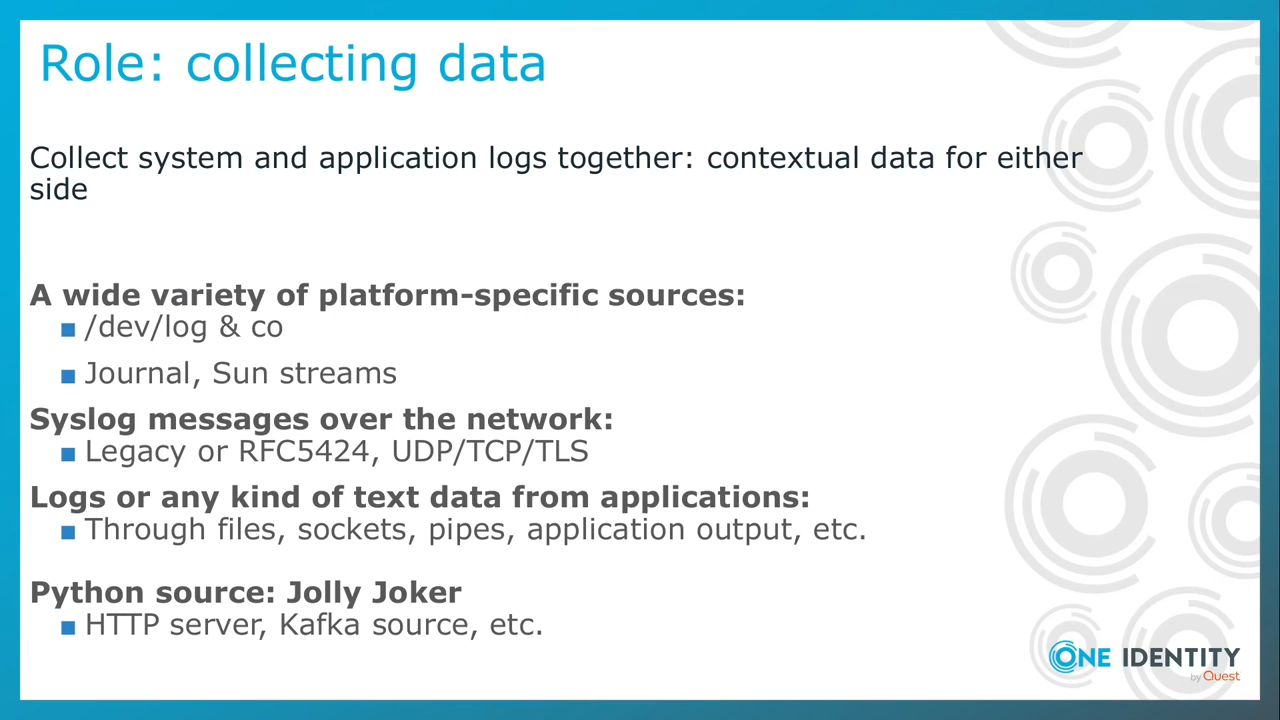 Role: collecting data
Collect system and application logs together: contextual data for either
side
A wide variety of platform-specific sources:
/dev/log & co
Journal, Sun streams
Syslog messages over the network:
Legacy or RFC5424, UDP/TCP/TLS
Logs or any kind of text data from applications:
Through files, sockets, pipes, application output, etc.
Python source: Jolly Joker
HTTP server, Kafka source, etc.
ONE IDENTITY
by Quest